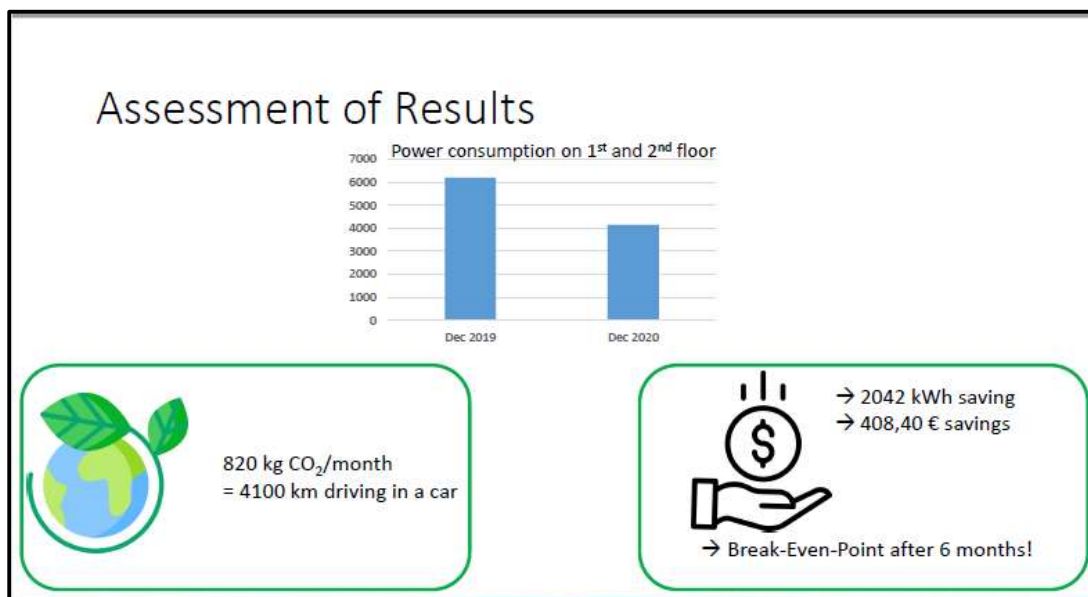 Assessment of Results
Power consumption on 1st and 2nd floor
7000
6000
5000
4000
3000
2000
1000
0
Dec 2019
Dec 2020
820 kg CO₂/month
= 4100 km driving in a car
$
→ 2042 kWh saving
→ 408,40 € savings
→ Break-Even-Point after 6 months!